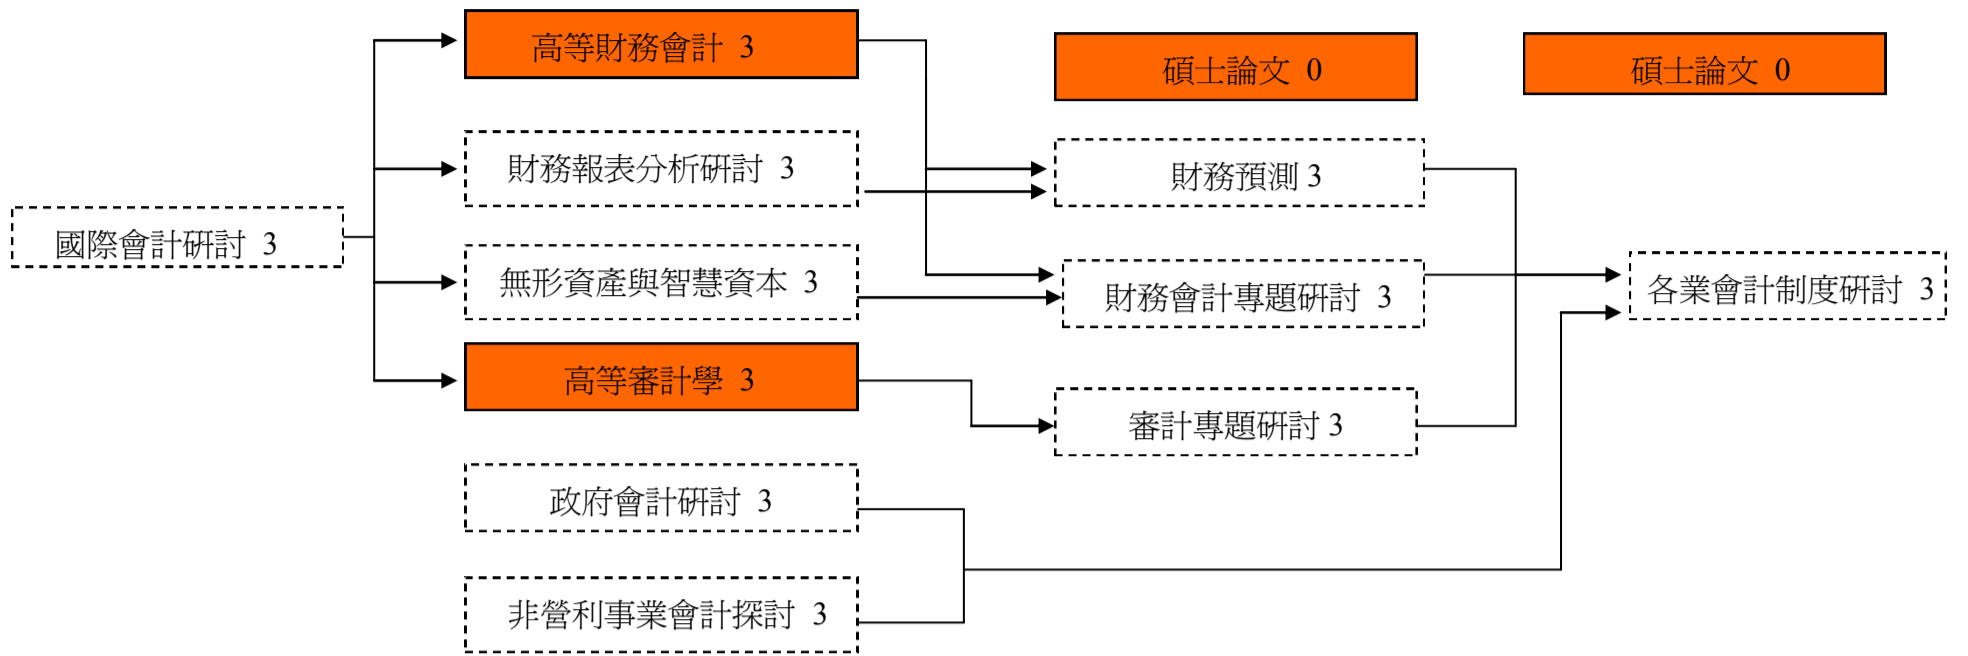 高等財務會計 3
碩士論文 0
碩士論文 0
財務報表分析研討 3
財務預測 3
國際會計研討 3
無形資產與智慧資本 3
財務會計專題研討 3
各業會計制度研討 3
高等審計學 3
審計專題研討 3
政府會計研討 3
非營利事業會計探討 3